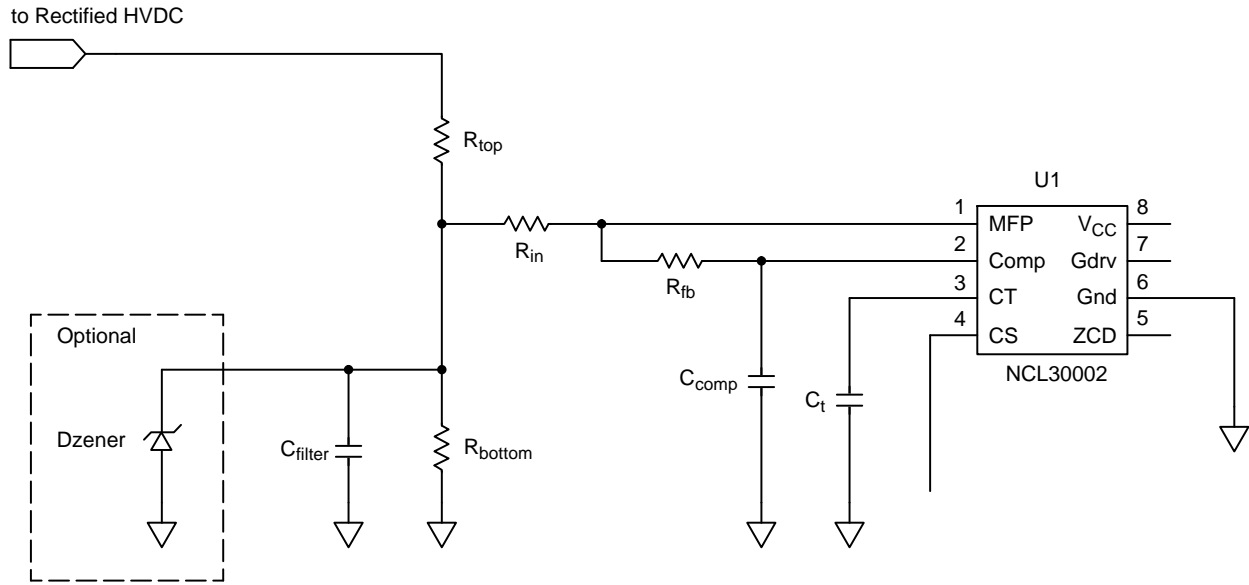 to Rectified HVDC
Rtop
U1
1 MFP VCC 8
Rin
2 Comp Gdrv 7
Rfb
3 CT Gnd 6
Optional
4 CS ZCD 5
NCL30002
Ccomp
Ct
Dzener
Cfilter
Rbottom